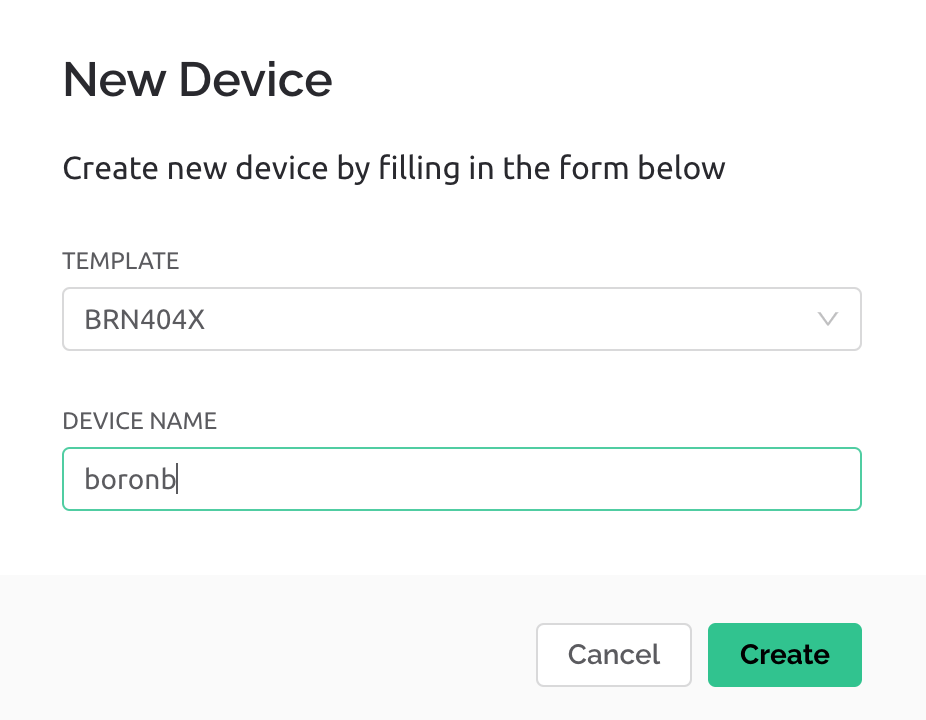 New Device
Create new device by filling in the form below
TEMPLATE
BRN404X
DEVICE NAME
boronb
Cancel
Create